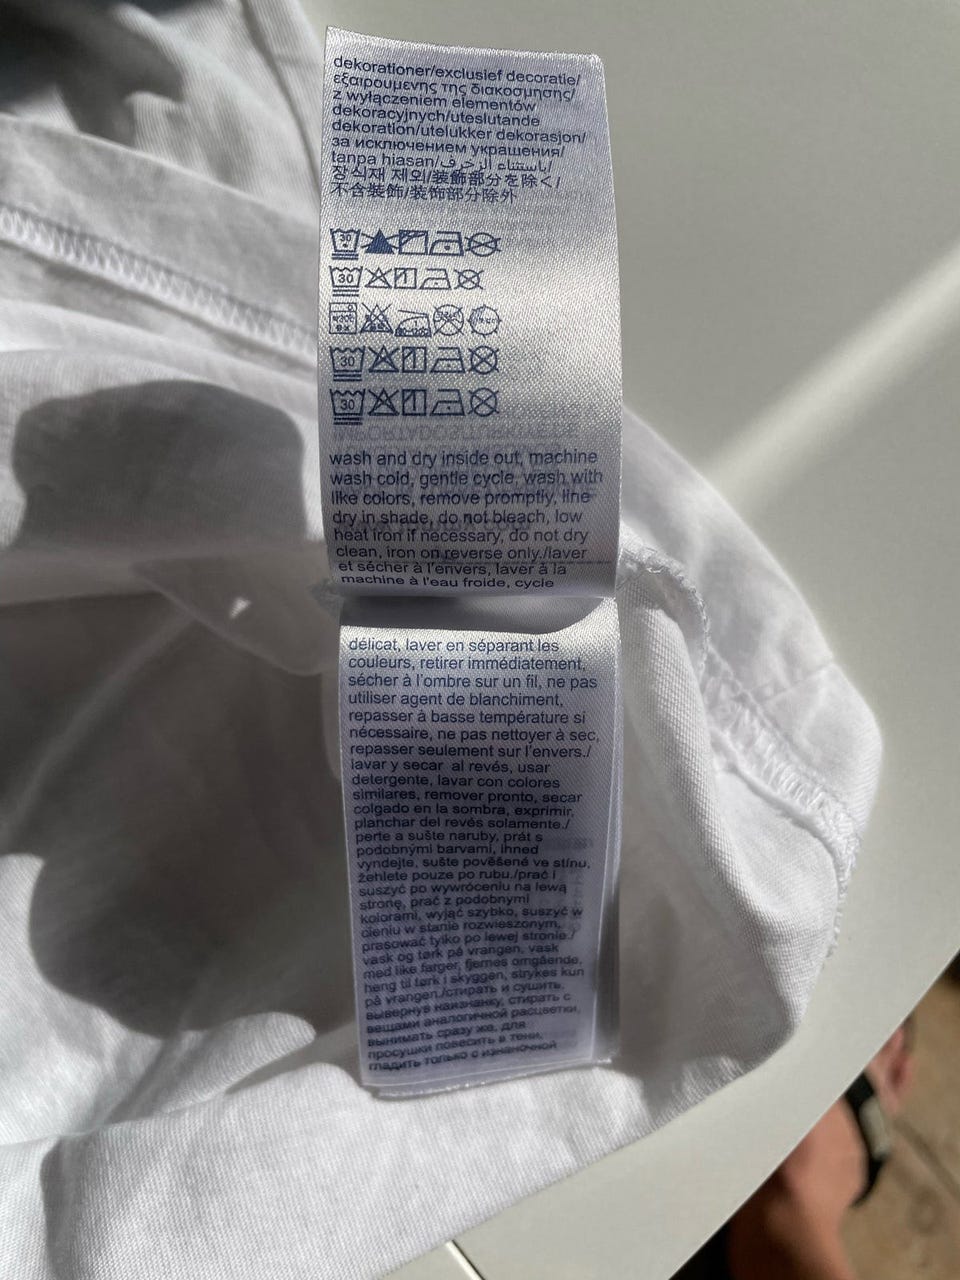 dekorationer/exclusief decoratie/
εξαιρουμενης της διακοσμησης/
z wyłączeniem elementów
dekoracyjnych/uteslutande
dekoration/utelukker dekorasjon/
за исключением украшения/
tanpa hiasan/باستثناء الزخرف/
장식재 제외/装飾部分を除く/
不含裝飾/装饰部分除外
30
30
30
30
IMPORTADOS/TURKIYE'DE
wash and dry inside out, machine
wash cold, gentle cycle, wash with
like colors, remove promptly, line
dry in shade, do not bleach, low
heat iron if necessary, do not dry
clean, iron on reverse only./laver
et sécher à l'envers, laver à la
machine à l'eau froide, cycle
délicat, laver en séparant les
couleurs, retirer immédiatement,
sécher à l'ombre sur un fil, ne pas
utiliser agent de blanchiment,
repasser à basse température si
nécessaire, ne pas nettoyer à sec,
repasser seulement sur l'envers./
lavar y secar al revés, usar
detergente, lavar con colores
similares, remover pronto, secar
colgado en la sombra, exprimir,
planchar del revés solamente./
perte a sušte naruby, prát s
podobnými barvami, ihned
vyndejte, sušte pověšené ve stínu,
žehlete pouze po rubu./prać i
suszyć po wywróceniu na lewą
stronę, prać z podobnymi
kolorami, wyjąć szybko, suszyć w
cieniu w stanie rozwieszonym,
prasować tylko po lewej stronie./
vask og tørk på vrangen, vask
med like farger, fjernes omgående,
heng til tørk i skyggen, strykes kun
på vrangen./стирать и сушить,
вывернув наизнанку, стирать с
вещами аналогичной расцветки,
вынимать сразу же, для
просушки повесить в тени,
гладить только с изнаночной